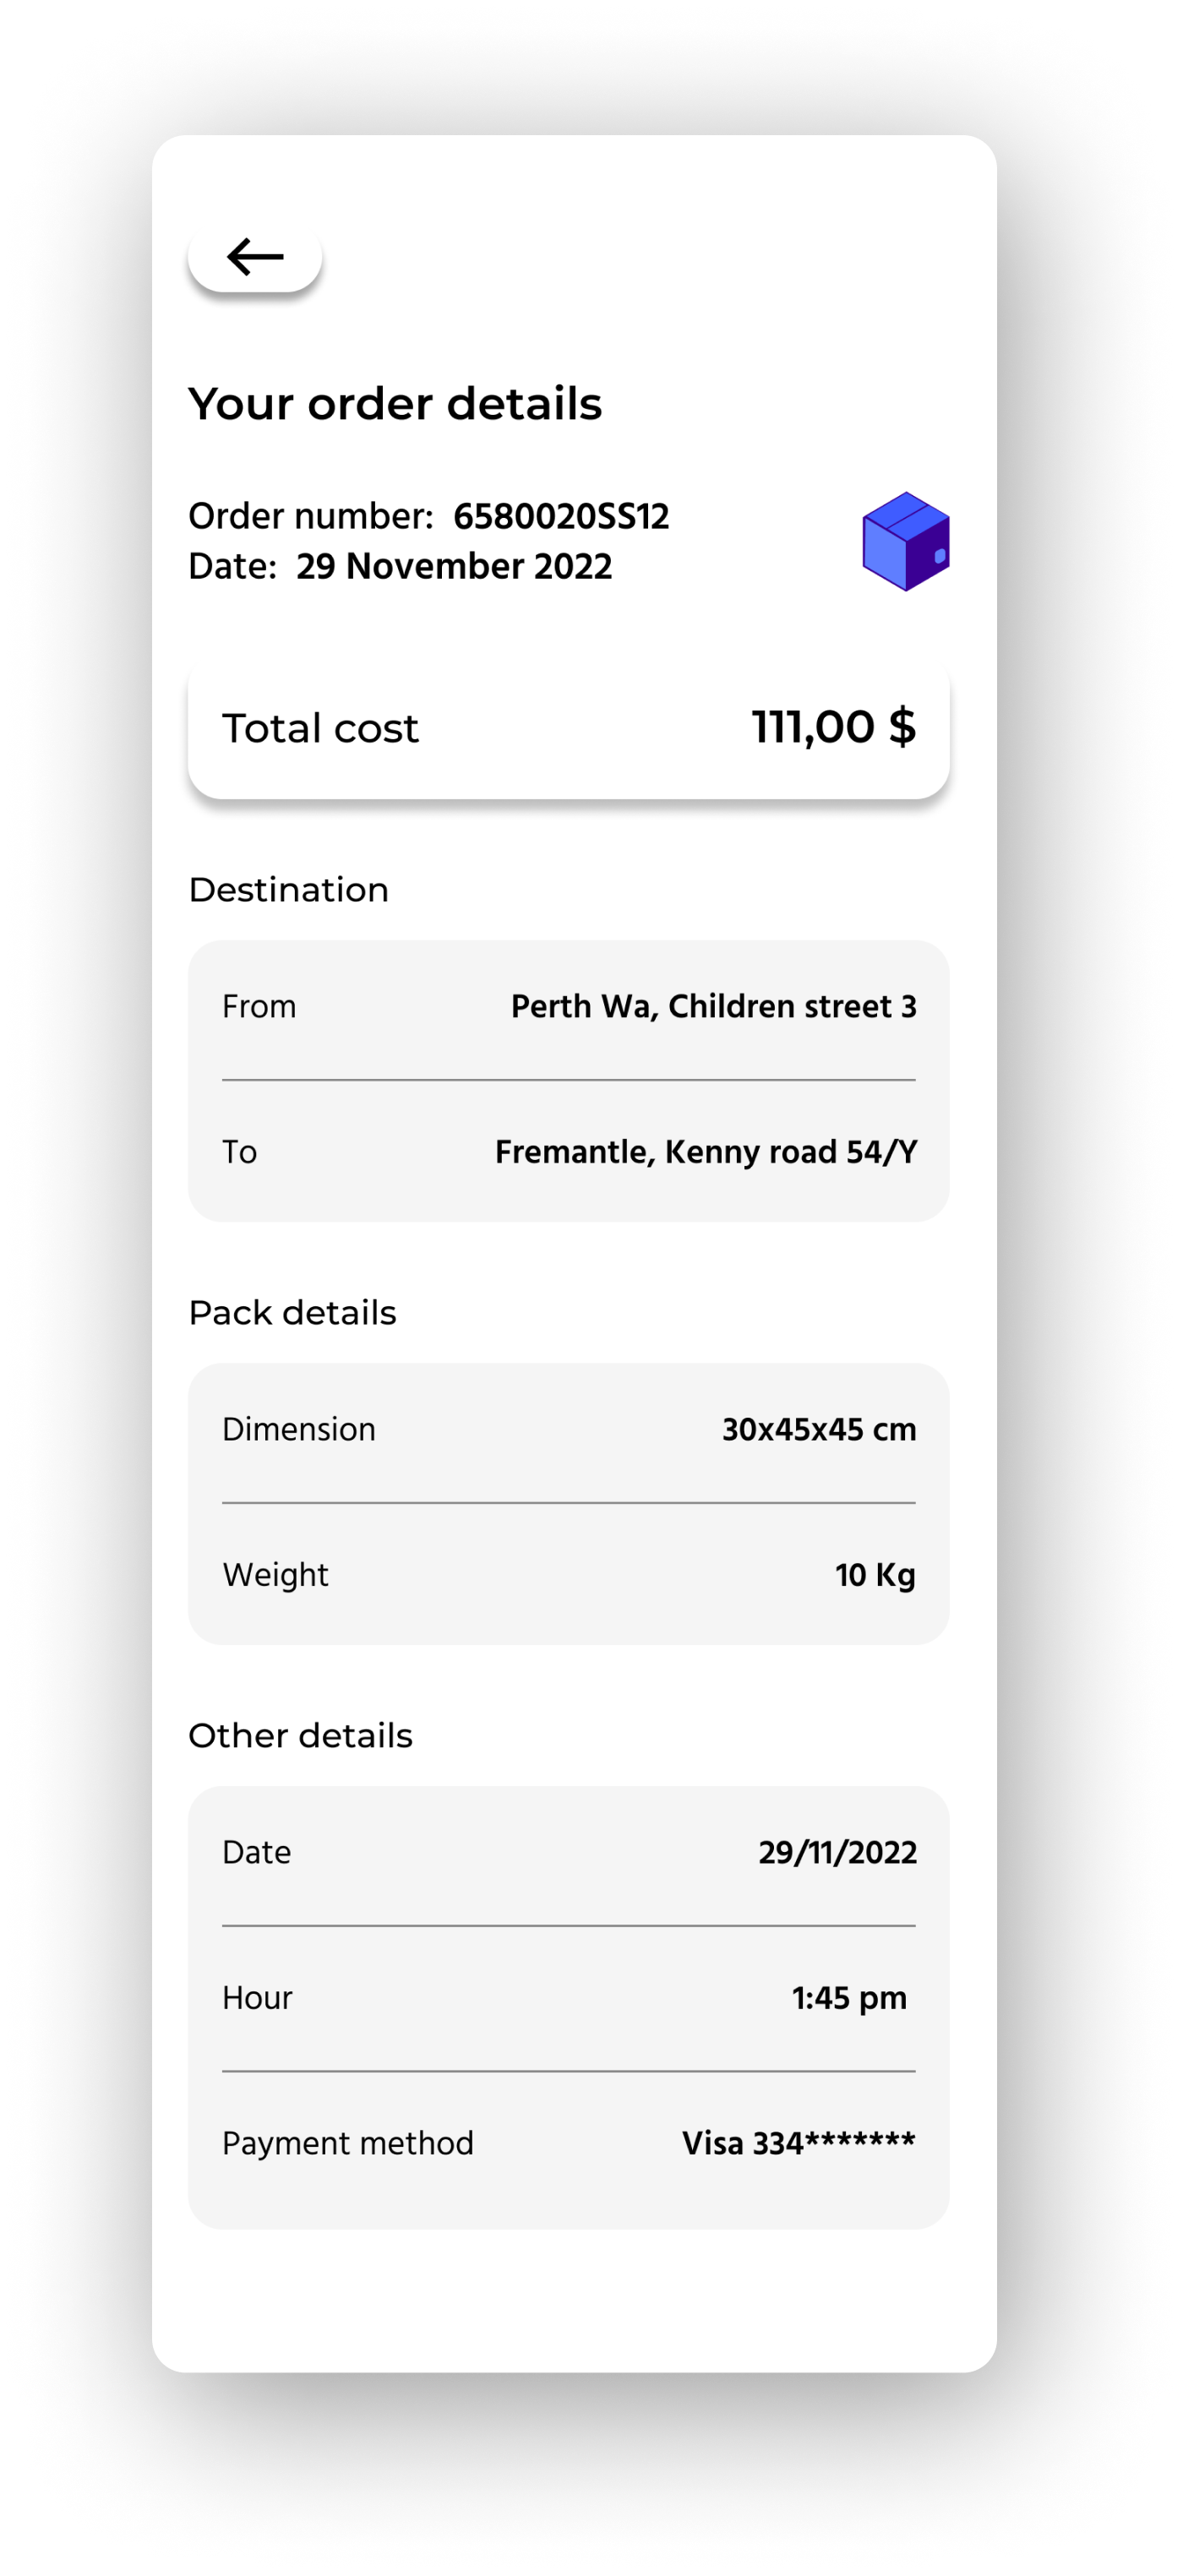 Your order details
Order number: 6580020SS12
Date: 29 November 2022
Total cost 111,00 $
Destination
From Perth Wa, Children street 3
To Fremantle, Kenny road 54/Y
Pack details
Dimension 30x45x45 cm
Weight 10 Kg
Other details
Date 29/11/2022
Hour 1:45 pm
Payment method Visa 334*******